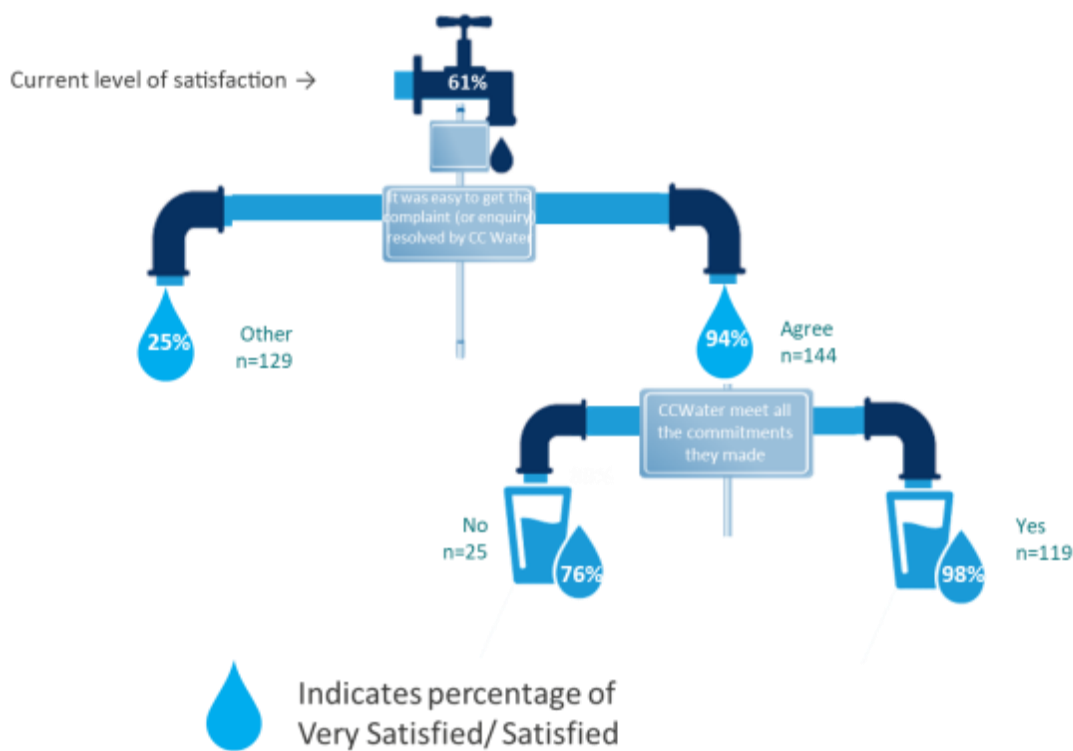 Current level of satisfaction →
61%
It was easy to get the
complaint (or enquiry)
resolved by CC Water
25%
Other
n=129
94%
Agree
n=144
CCWater meet all
the commitments
they made
No
n=25
76%
Yes
n=119
98%
Indicates percentage of
Very Satisfied/ Satisfied